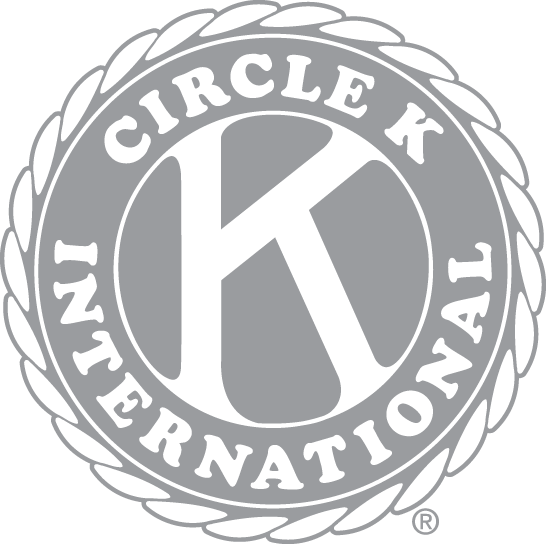 CIRCLE K
K
INTERNATIONAL
®